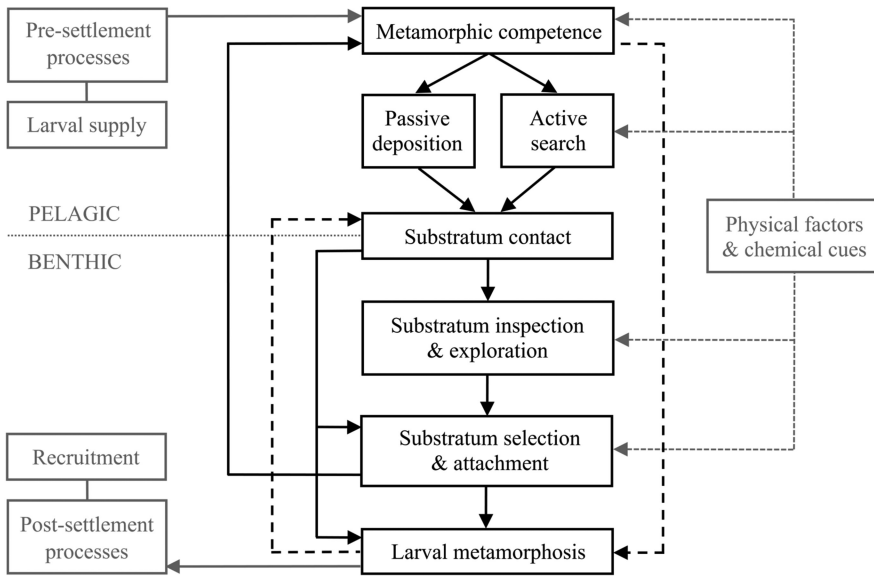 Pre-settlement
processes
Larval supply
Metamorphic competence
Passive
deposition
Active
search
PELAGIC
BENTHIC
Substratum contact
Physical factors
& chemical cues
Substratum inspection
& exploration
Substratum selection
& attachment
Recruitment
Post-settlement
processes
Larval metamorphosis